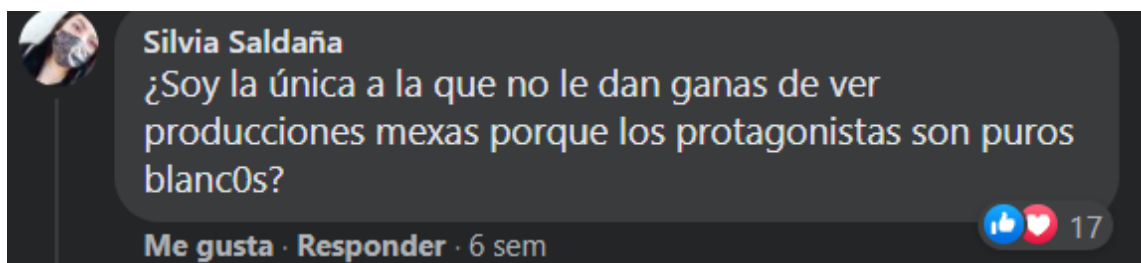 Silvia Saldaña
¿Soy la única a la que no le dan ganas de ver
producciones mexas porque los protagonistas son puros
blanc0s?
17
Me gusta · Responder · 6 sem